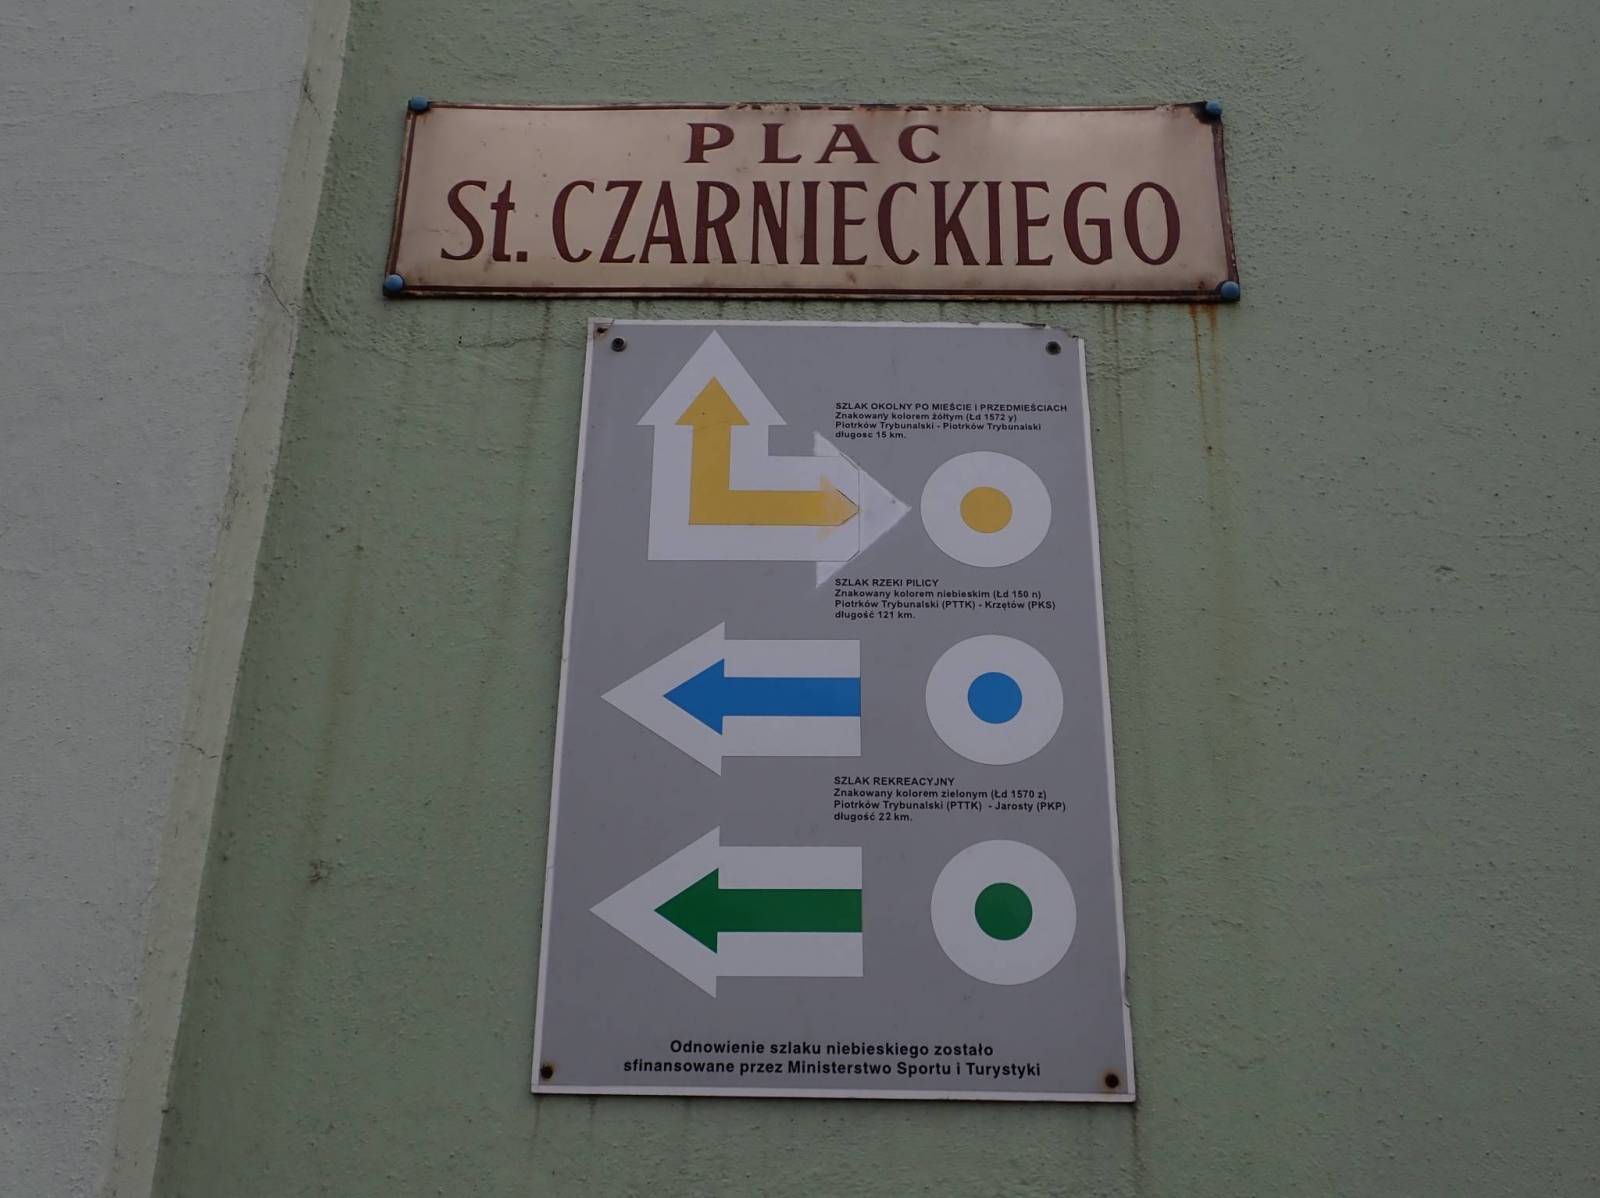 PLAC
St. CZARNIECKIEGO
SZLAK OKOLNY PO MIEŚCIE I PRZEDMIEŚCIACH
Znakowany kolorem żółtym (Łd 1572 y)
Piotrków Trybunalski - Piotrków Trybunalski
długosc 15 km.
SZLAK RZEKI PILICY
Znakowany kolorem niebieskim (Łd 150 n)
Piotrków Trybunalski (PTTK) - Krzętów (PKS)
długość 121 km.
SZLAK REKREACYJNY
Znakowany kolorem zielonym (Łd 1570 z)
Piotrków Trybunalski (PTTK) - Jarosty (PKP)
długość 22 km.
Odnowienie szlaku niebieskiego zostało
sfinansowane przez Ministerstwo Sportu i Turystyki